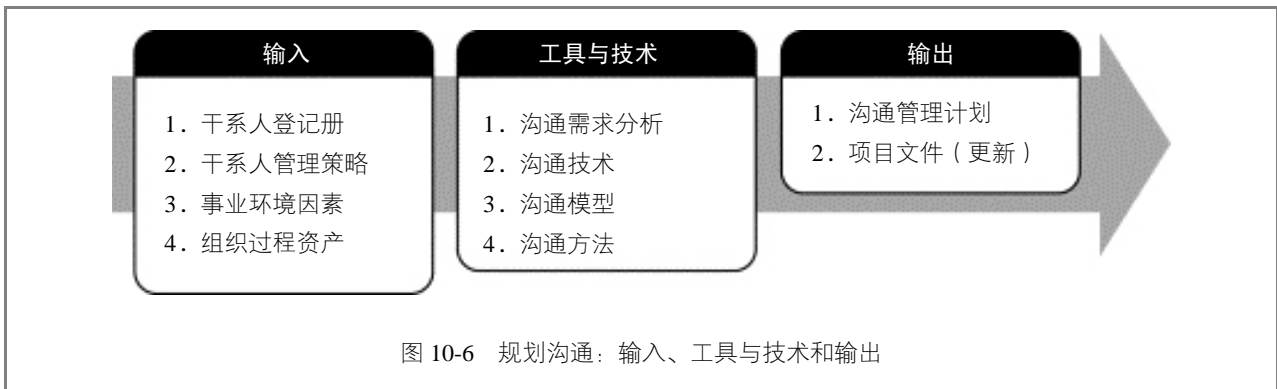 输入
1. 干系人登记册
2. 干系人管理策略
3. 事业环境因素
4. 组织过程资产
工具与技术
1. 沟通需求分析
2. 沟通技术
3. 沟通模型
4. 沟通方法
输出
1. 沟通管理计划
2. 项目文件（更新）
图 10-6 规划沟通：输入、工具与技术和输出